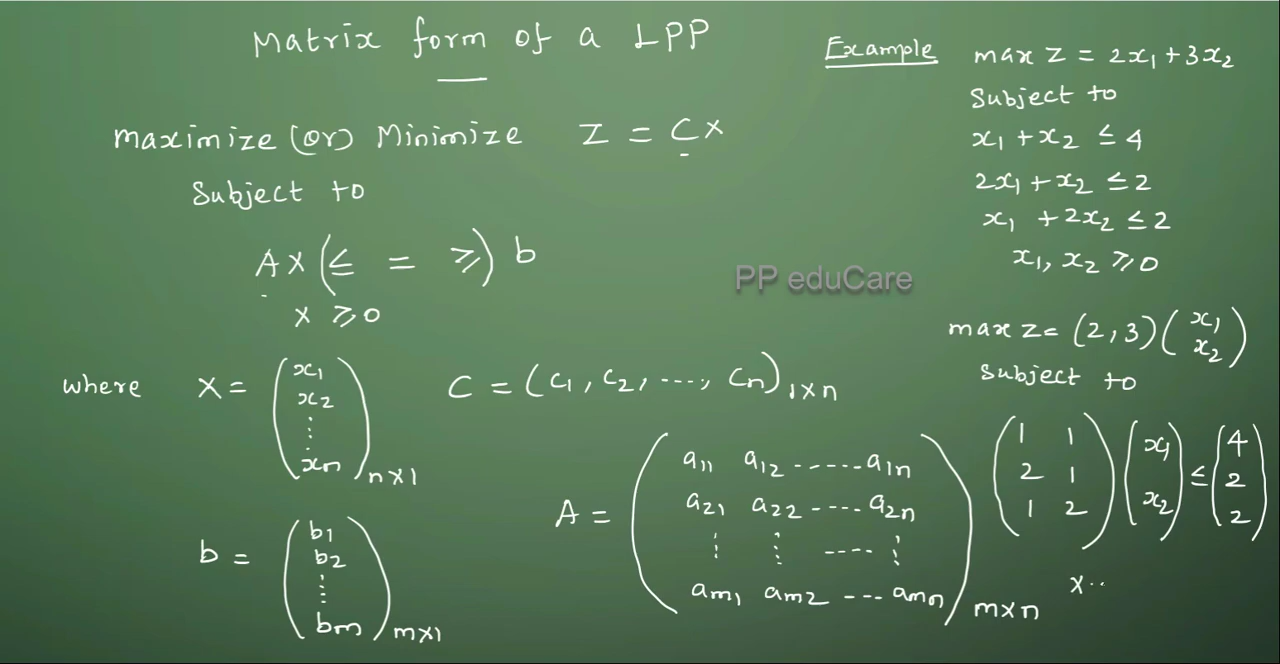 Matrix form of a LPP
Maximize (or) Minimize Z = CX
Subject to
AX (≤ = ≥) b
X ≥ 0
where X = (x₁ x₂ ⋮ xₙ)ₙₓ₁ C = (C₁, C₂, ...., Cₙ)₁ₓₙ
b = (b₁ b₂ ⋮ bₘ)ₘₓ₁
A =
a₁₁ a₁₂ ------ a₁ₙ
a₂₁ a₂₂ ----- a₂ₙ
⋮ ⋮ ---- ⋮
aₘ₁ aₘ₂ --- aₘₙ
m×n
PP eduCare
Example max Z = 2x₁ + 3x₂
Subject to
x₁ + x₂ ≤ 4
2x₁ + x₂ ≤ 2
x₁ + 2x₂ ≤ 2
x₁, x₂ ≥ 0
max Z = (2, 3) (x₁ x₂)
Subject to
(1 1
2 1
1 2) (x₁ x₂) ≤ (4 2 2)
X..